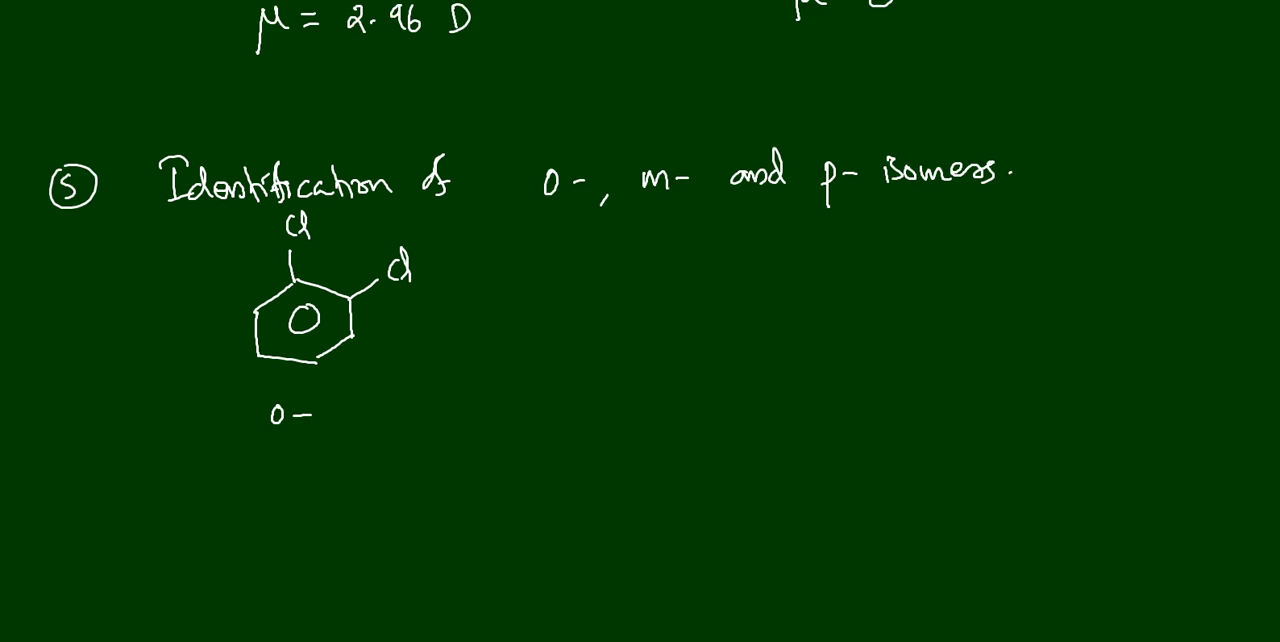 μ = 2.96 D
⑤ Identification of o-, m- and p- isomers.
Cl
Cl
o-